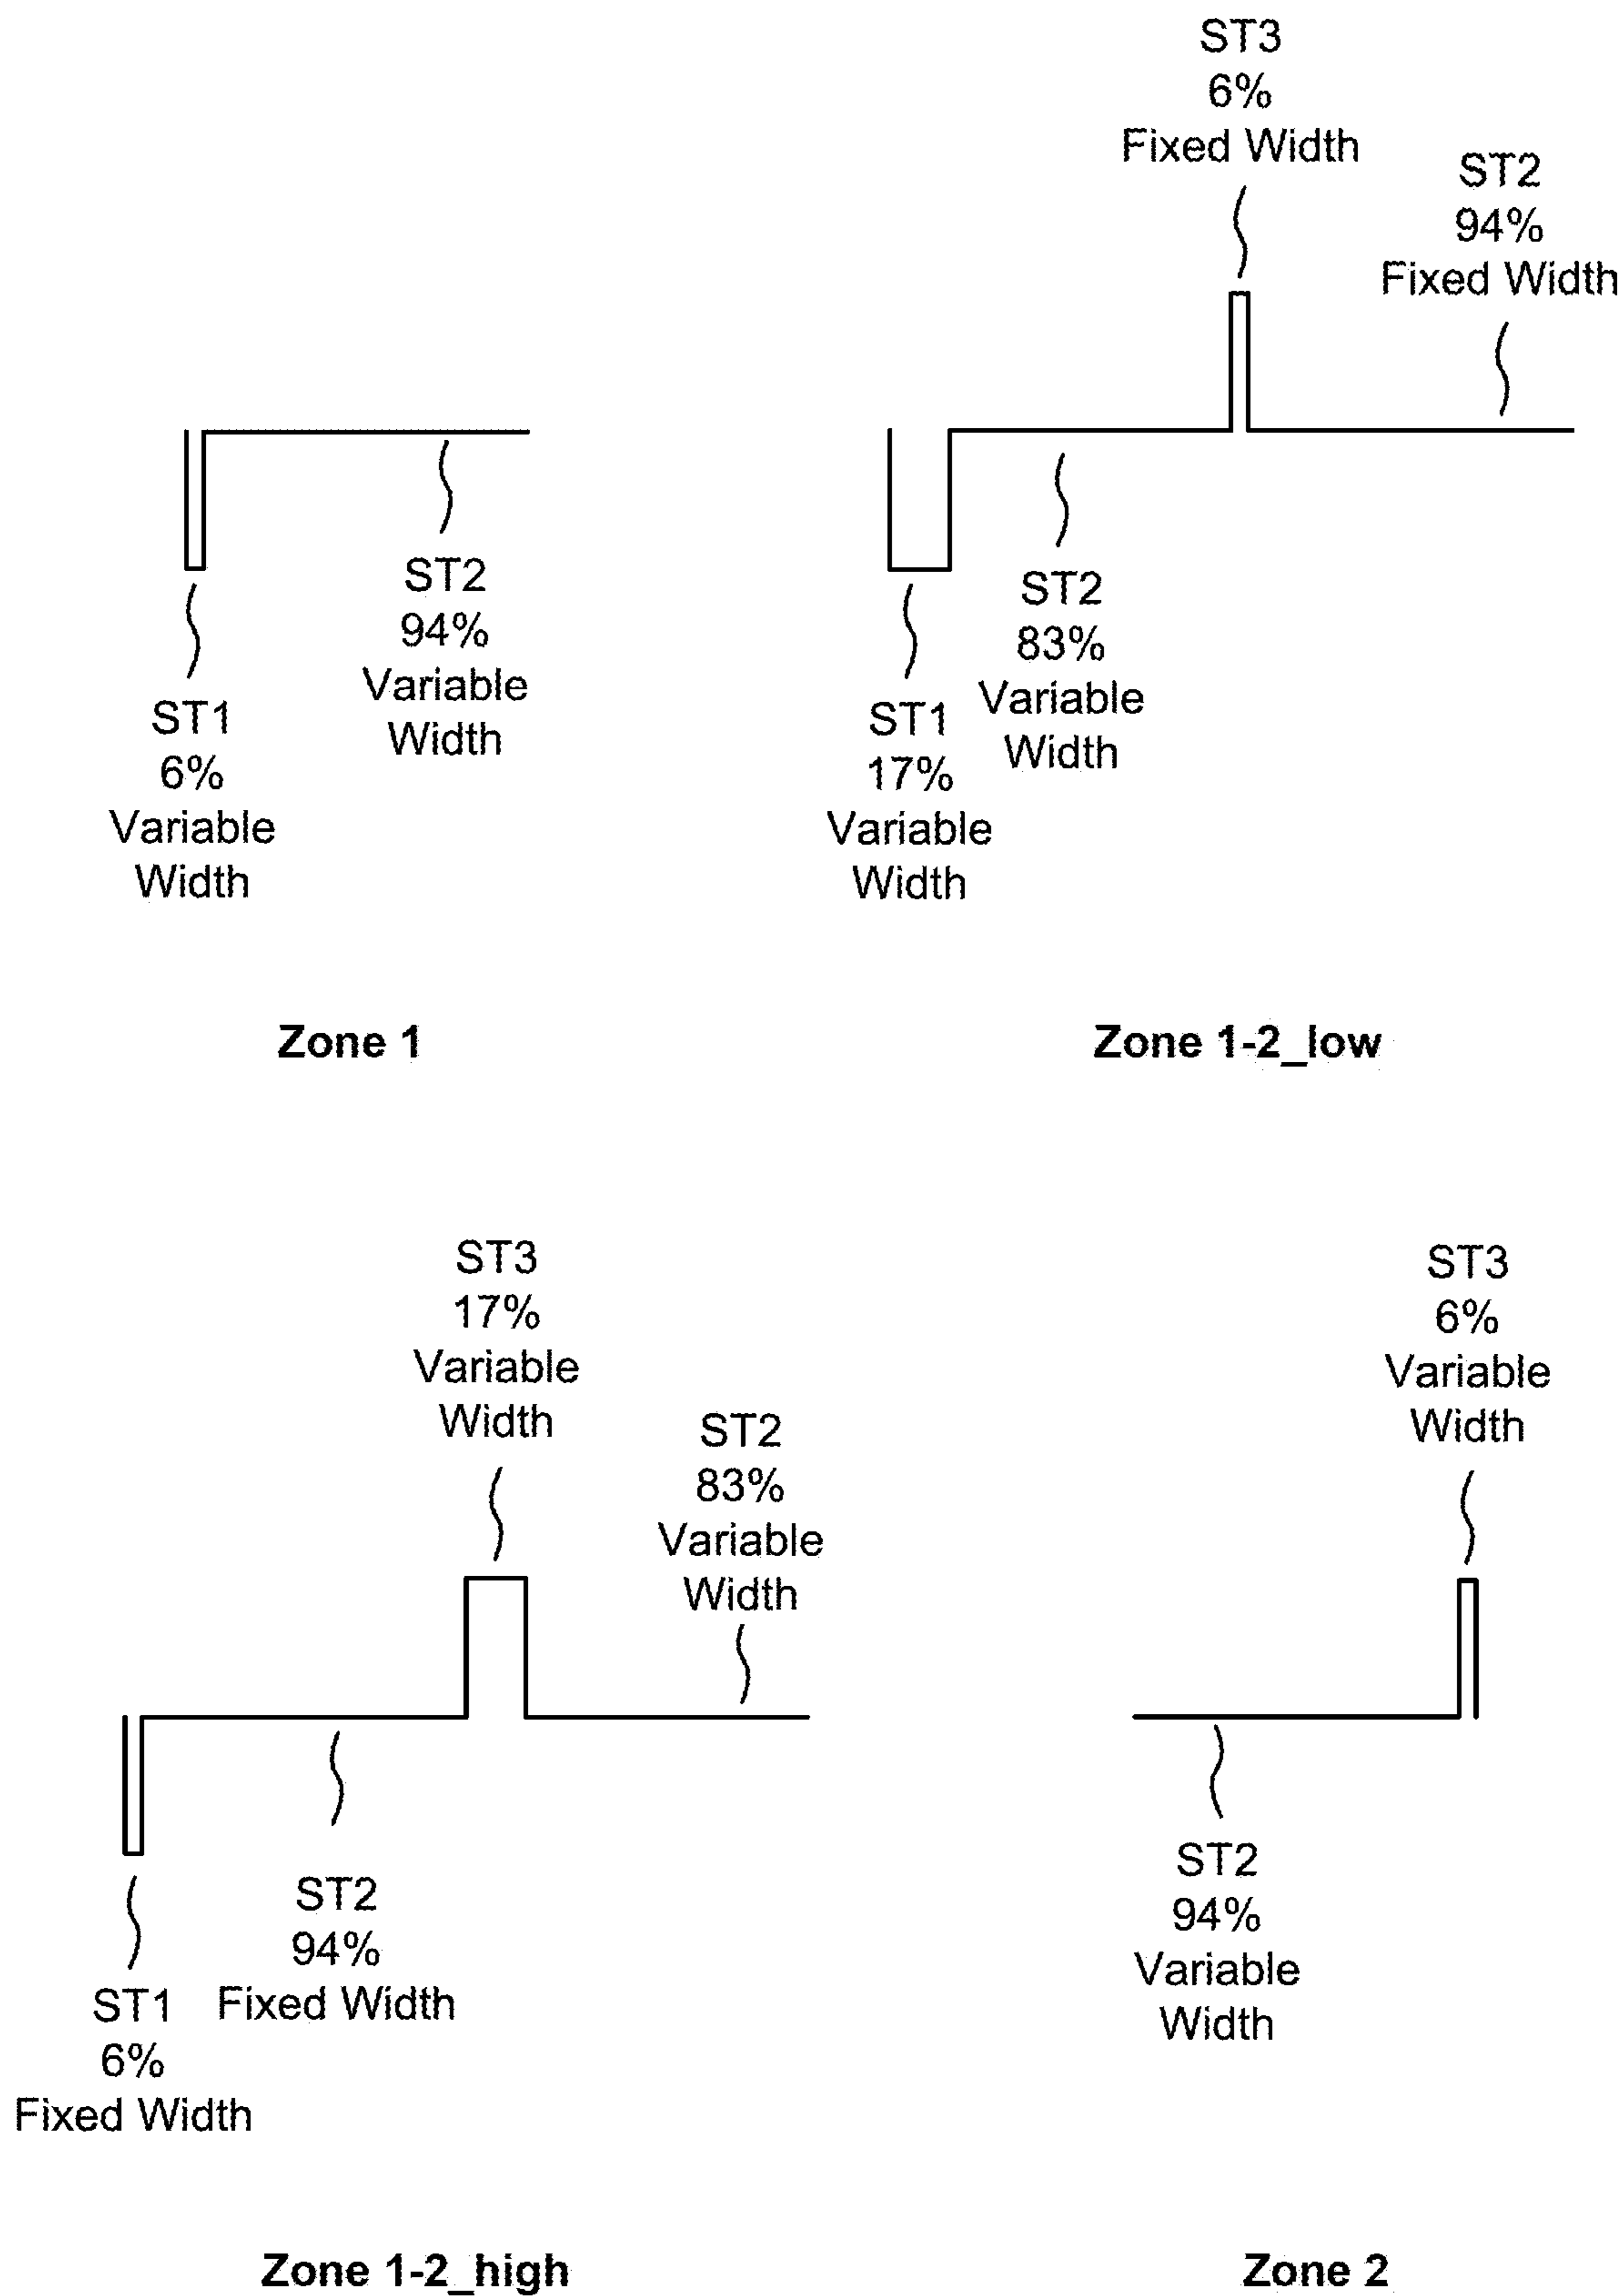 ST3
6%
Fixed Width
ST2
94%
Fixed Width
ST2
94%
Variable
Width
ST1
6%
Variable
Width
ST2
83%
Variable
Width
ST1
17%
Variable
Width
Zone 1
Zone 1-2_low
ST3
17%
Variable
Width
ST2
83%
Variable
Width
ST3
6%
Variable
Width
ST2
94%
Fixed Width
ST1
6%
Fixed Width
ST2
94%
Variable
Width
Zone 1-2_high
Zone 2